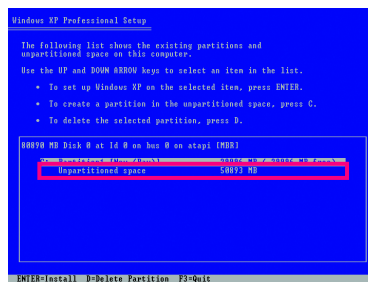 Windows XP Professional Setup
The following list shows the existing partitions and
unpartitioned space on this computer.
Use the UP and DOWN ARROW keys to select an item in the list.
• To set up Windows XP on the selected item, press ENTER.
• To create a partition in the unpartitioned space, press C.
• To delete the selected partition, press D.
80890 MB Disk 0 at Id 0 on bus 0 on atapi [MBR]
Unpartitioned space 50893 MB
ENTER=Install D=Delete Partition F3=Quit